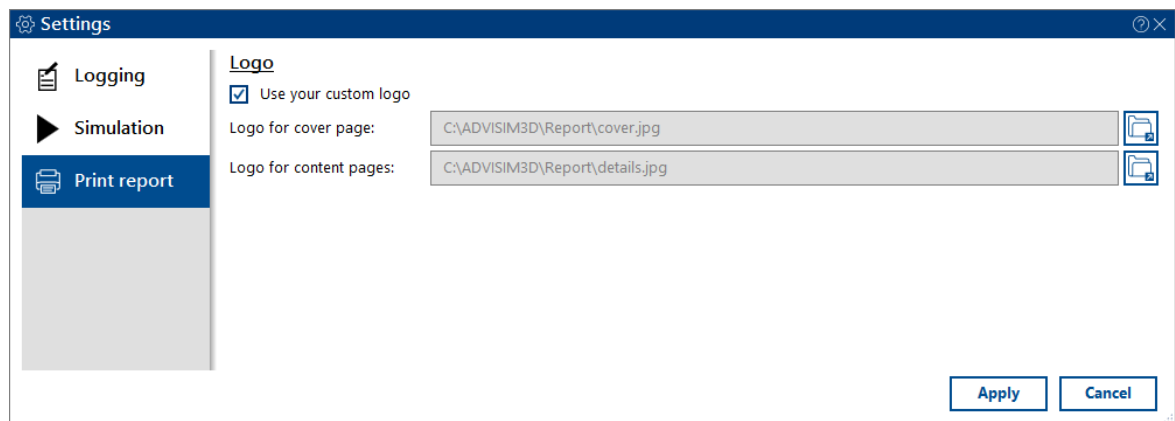 Settings
Logging
Simulation
Print report
Logo
Use your custom logo
Logo for cover page: C:\ADVISIM3D\Report\cover.jpg
Logo for content pages: C:\ADVISIM3D\Report\details.jpg
Apply Cancel